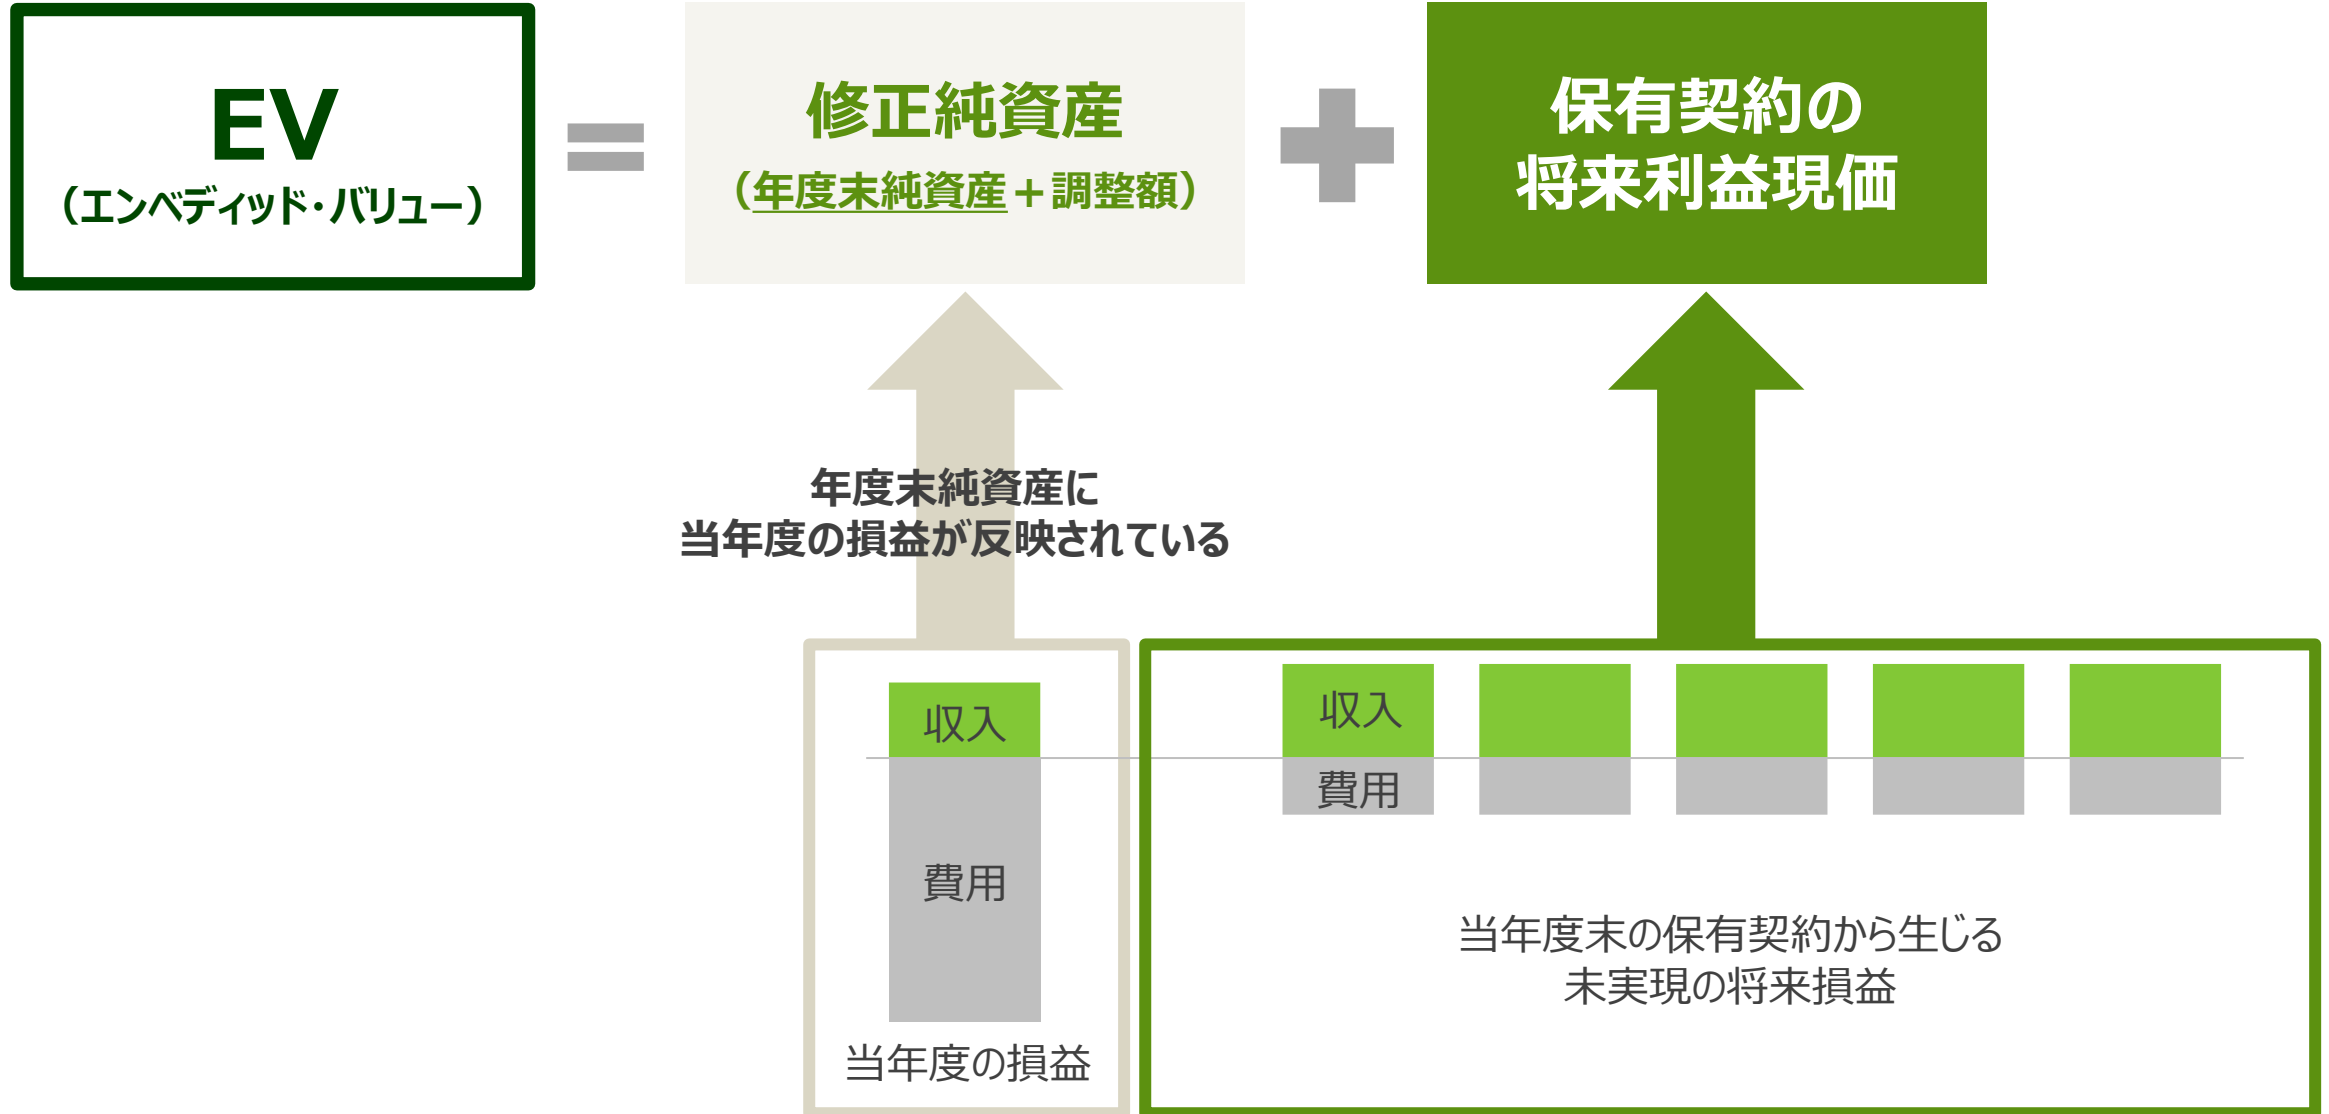 EV
（エンベディッド・バリュー）
＝
修正純資産
（年度末純資産＋調整額）
＋
保有契約の
将来利益現価
年度末純資産に
当年度の損益が反映されている
収入
費用
当年度の損益
収入
費用
当年度末の保有契約から生じる
未実現の将来損益